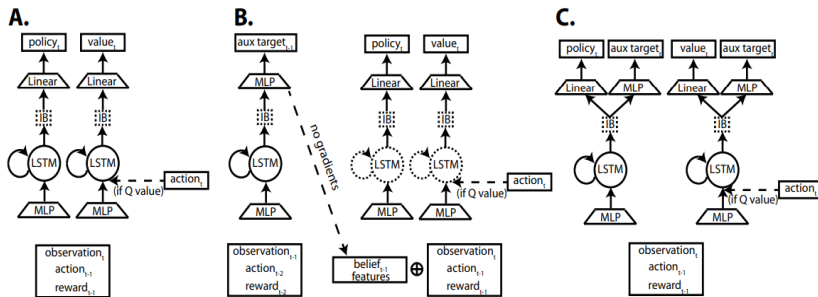 A.
policy_t
value_t
Linear
Linear
IB
IB
LSTM
LSTM
(if Q value)
action_t
MLP
MLP
observation_t
action_t-1
reward_t-1
B.
aux target_t-1
policy_t
value_t
MLP
Linear
Linear
IB
IB
IB
no gradients
LSTM
LSTM
LSTM
(if Q value)
action_t
MLP
MLP
MLP
observation_t-1
action_t-2
reward_t-2
belief_t-1
features
⊕
observation_t
action_t-1
reward_t-1
C.
policy_t
aux target_t
value_t
aux target_t
Linear
MLP
Linear
MLP
IB
IB
LSTM
LSTM
action_t
(if Q value)
MLP
MLP
observation_t
action_t-1
reward_t-1